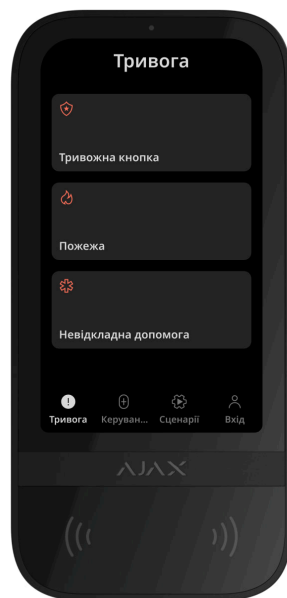 Тривога
Тривожна кнопка
Пожежа
Невідкладна допомога
Тривога Керуван... Сценарії Вхід
AJAX